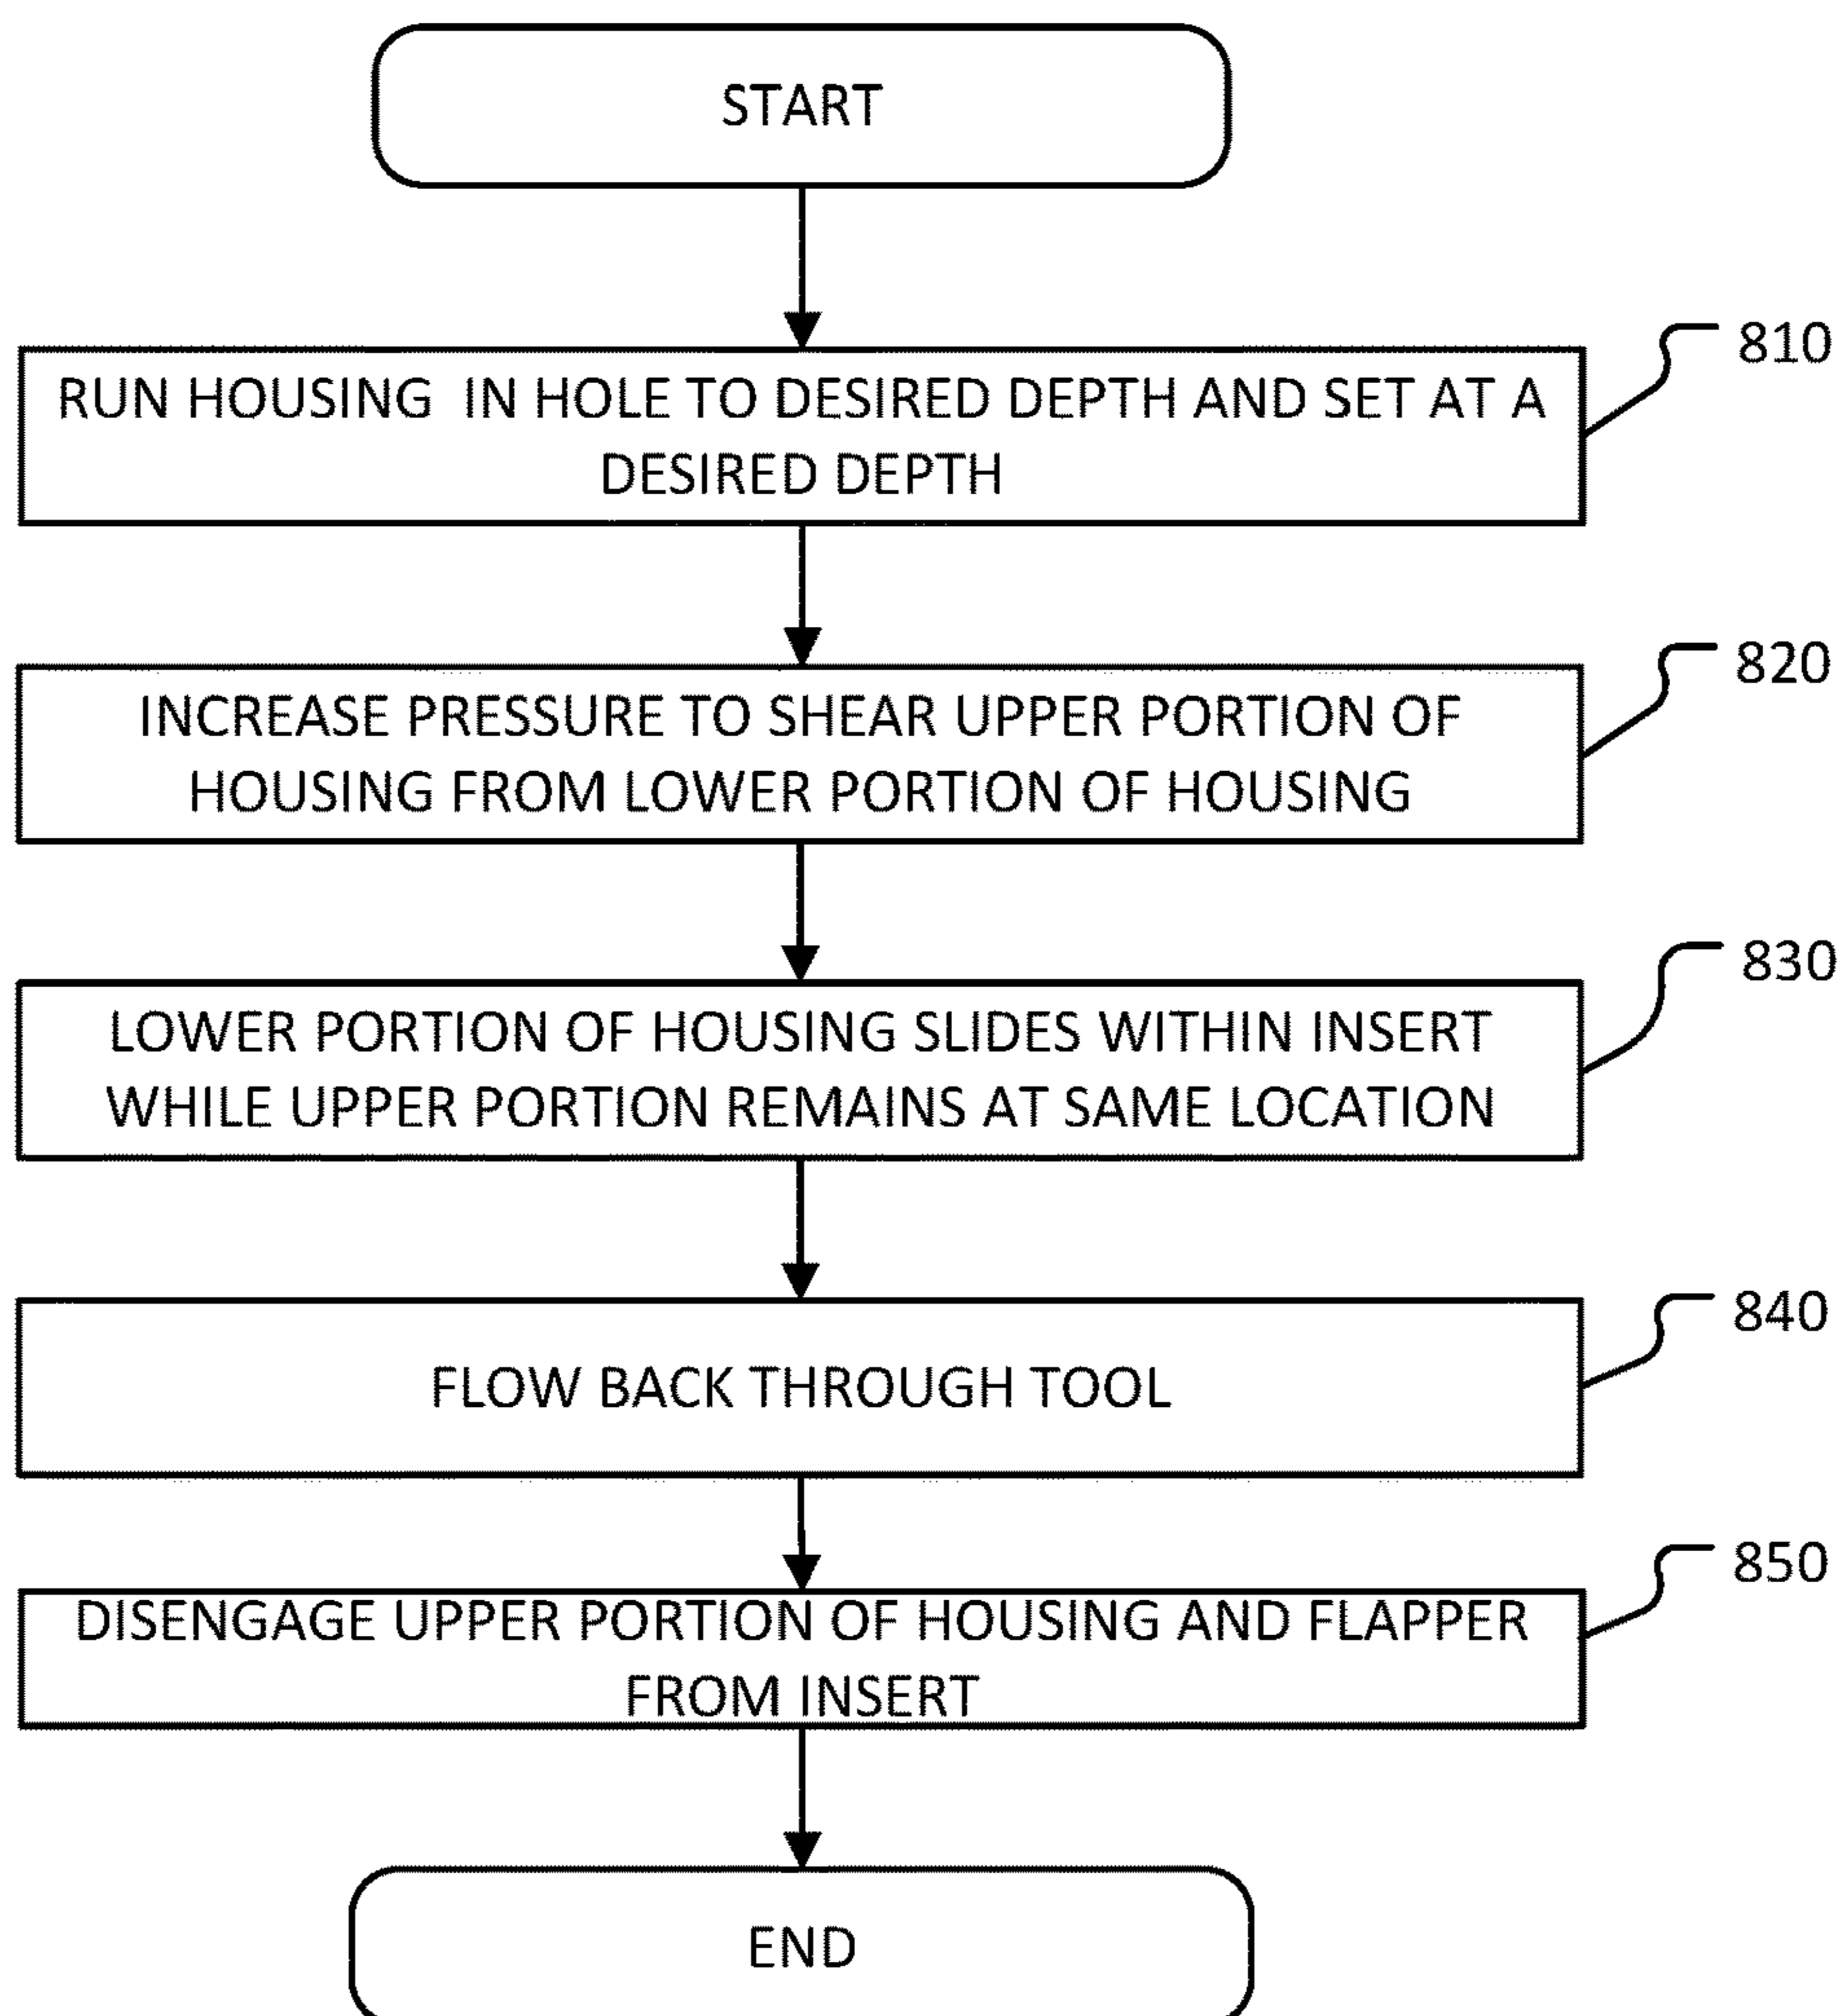 START
810
RUN HOUSING IN HOLE TO DESIRED DEPTH AND SET AT A
DESIRED DEPTH
820
INCREASE PRESSURE TO SHEAR UPPER PORTION OF
HOUSING FROM LOWER PORTION OF HOUSING
830
LOWER PORTION OF HOUSING SLIDES WITHIN INSERT
WHILE UPPER PORTION REMAINS AT SAME LOCATION
840
FLOW BACK THROUGH TOOL
850
DISENGAGE UPPER PORTION OF HOUSING AND FLAPPER
FROM INSERT
END